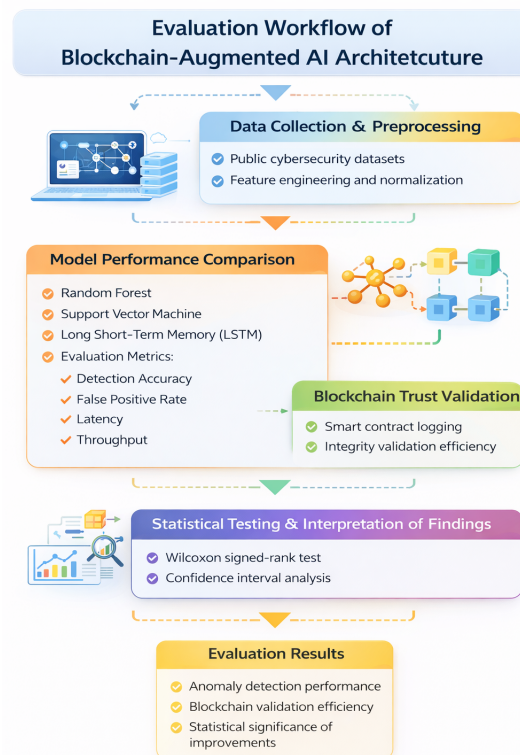 Evaluation Workflow of
Blockchain-Augmented AI Architetcuture
Data Collection & Preprocessing
Public cybersecurity datasets
Feature engineering and normalization
Model Performance Comparison
Random Forest
Support Vector Machine
Long Short-Term Memory (LSTM)
Evaluation Metrics:
Detection Accuracy
False Positive Rate
Latency
Throughput
Blockchain Trust Validation
Smart contract logging
Integrity validation efficiency
Statistical Testing & Interpretation of Findings
Wilcoxon signed-rank test
Confidence interval analysis
Evaluation Results
Anomaly detection performance
Blockchain validation efficiency
Statistical significance of
improvements